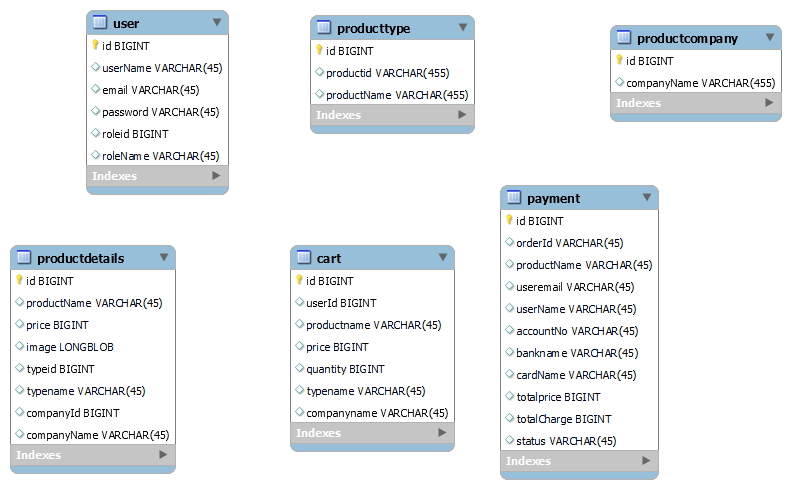 user
id BIGINT
userName VARCHAR(45)
email VARCHAR(45)
password VARCHAR(45)
roleid BIGINT
roleName VARCHAR(45)
Indexes
producttype
id BIGINT
productid VARCHAR(455)
productName VARCHAR(455)
Indexes
productcompany
id BIGINT
companyName VARCHAR(455)
Indexes
productdetails
id BIGINT
productName VARCHAR(45)
price BIGINT
image LONGBLOB
typeid BIGINT
typename VARCHAR(45)
companyId BIGINT
companyName VARCHAR(45)
Indexes
cart
id BIGINT
userId BIGINT
productname VARCHAR(45)
price BIGINT
quantity BIGINT
typename VARCHAR(45)
companyname VARCHAR(45)
Indexes
payment
id BIGINT
orderId VARCHAR(45)
productName VARCHAR(45)
useremail VARCHAR(45)
userName VARCHAR(45)
accountNo VARCHAR(45)
bankname VARCHAR(45)
cardName VARCHAR(45)
totalprice BIGINT
totalCharge BIGINT
status VARCHAR(45)
Indexes